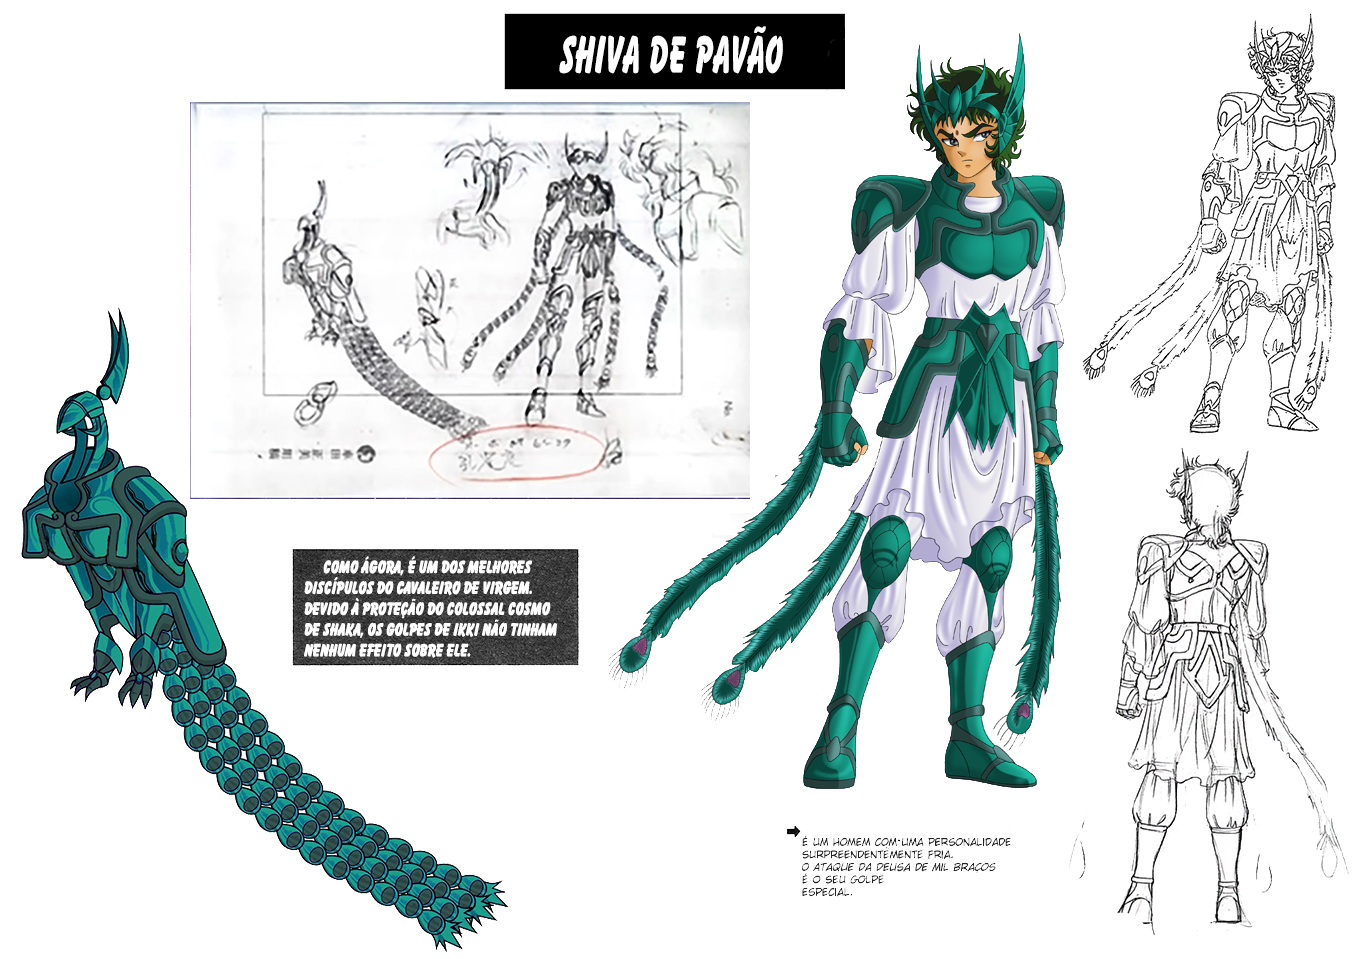 SHIVA DE PAVÃO
No.
COMO ÁGORA, É UM DOS MELHORES
DISCÍPULOS DO CAVALEIRO DE VIRGEM.
DEVIDO À PROTEÇÃO DO COLOSSAL COSMO
DE SHAKA, OS GOLPES DE IKKI NÃO TINHAM
NENHUM EFEITO SOBRE ELE.
É UM HOMEM COM UMA PERSONALIDADE
SURPREENDENTEMENTE FRIA.
O ATAQUE DA DEUSA DE MIL BRACOS
É O SEU GOLPE
ESPECIAL.